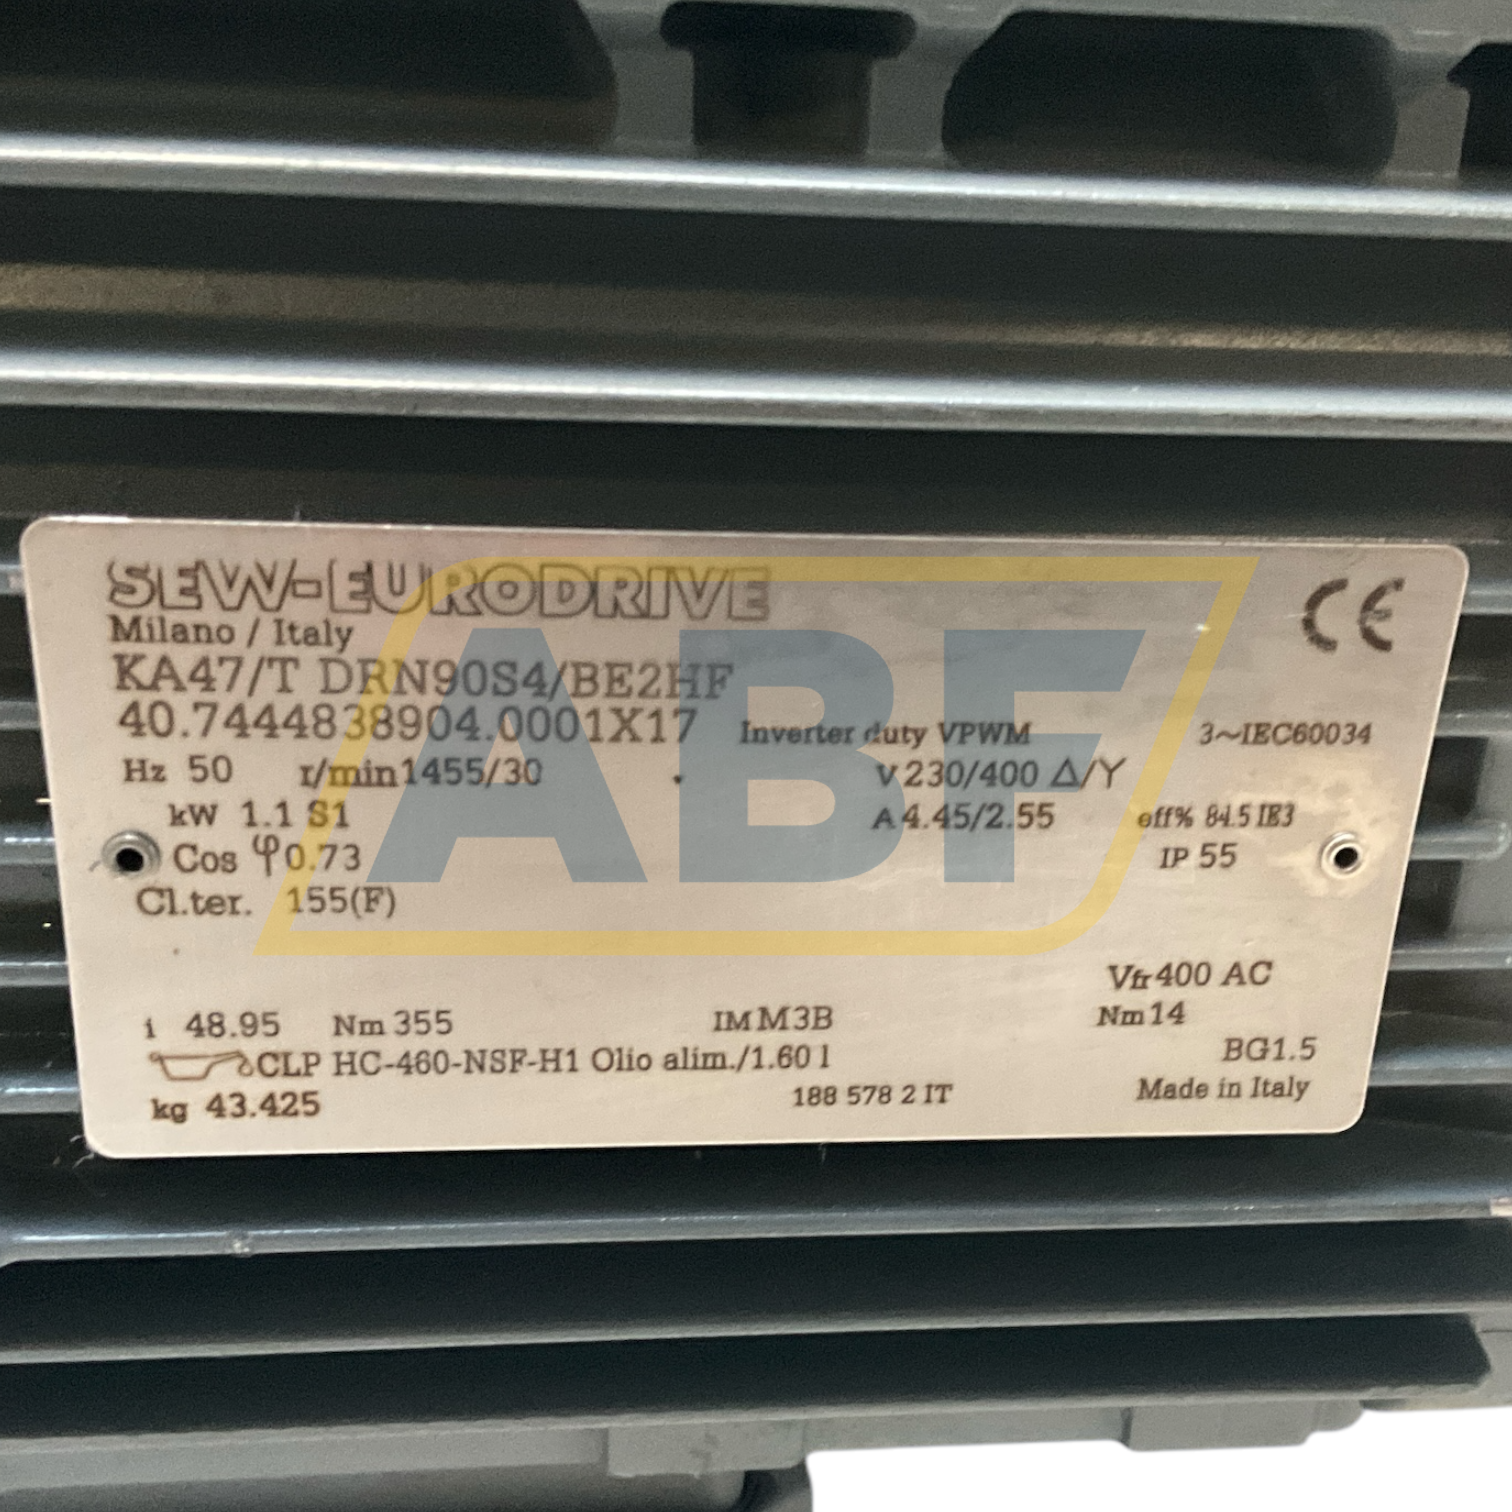 SEW-EURODRIVE
Milano / Italy
KA47/T DRN90S4/BE2HF
40.7444838904.0001X17 Inverter duty VPWM 3~IEC60034
Hz 50 r/min 1455/30 V 230/400 Δ/Y
kW 1.1 S1 A 4.45/2.55 eff% 84.5 IE3
Cos φ 0.73 IP 55
Cl.ter. 155(F)
Vfr 400 AC
i 48.95 Nm 355 IM M3B Nm 14
CLP HC-460-NSF-H1 Olio alim./1.60 l BG1.5
kg 43.425 188 578 2 IT Made in Italy
CE
ABF